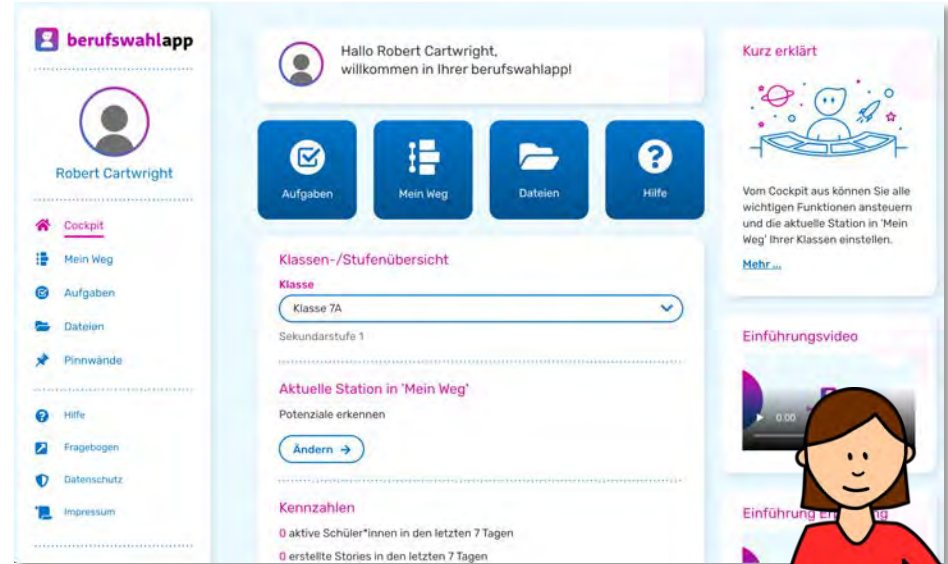 berufswahlapp
Robert Cartwright
Cockpit
Mein Weg
Aufgaben
Dateien
Pinnwände
Hilfe
Fragebogen
Datenschutz
Impressum
Hallo Robert Cartwright,
willkommen in Ihrer berufswahlapp!
Aufgaben
Mein Weg
Dateien
Hilfe
Klassen-/Stufenübersicht
Klasse
Klasse 7A
Sekundarstufe 1
Aktuelle Station in 'Mein Weg'
Potenziale erkennen
Ändern →
Kennzahlen
0 aktive Schüler*innen in den letzten 7 Tagen
0 erstellte Stories in den letzten 7 Tagen
Kurz erklärt
Vom Cockpit aus können Sie alle
wichtigen Funktionen ansteuern
und die aktuelle Station in 'Mein
Weg' Ihrer Klassen einstellen.
Mehr ...
Einführungsvideo
0:00
Einführung